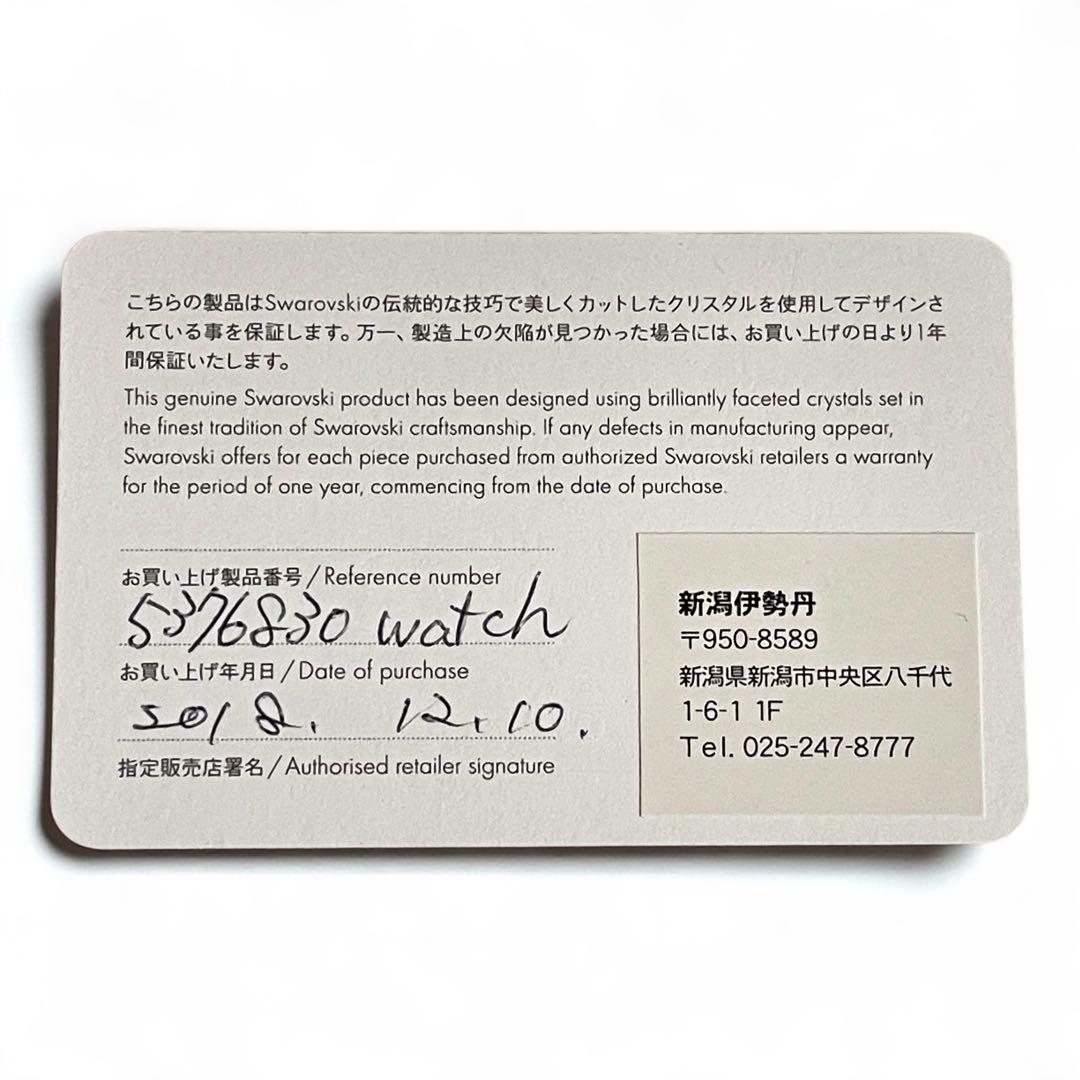 こちらの製品はSwarovskiの伝統的な技巧で美しくカットしたクリスタルを使用してデザインさ
れている事を保証します。万一、製造上の欠陥が見つかった場合には、お買い上げの日より1年
間保証いたします。
This genuine Swarovski product has been designed using brilliantly faceted crystals set in
the finest tradition of Swarovski craftsmanship. If any defects in manufacturing appear,
Swarovski offers for each piece purchased from authorized Swarovski retailers a warranty
for the period of one year, commencing from the date of purchase.
お買い上げ製品番号/Reference number
5376830 watch
お買い上げ年月日/Date of purchase
2018. 12.10.
指定販売店署名/Authorised retailer signature
新潟伊勢丹
〒950-8589
新潟県新潟市中央区八千代
1-6-1 1F
Tel. 025-247-8777